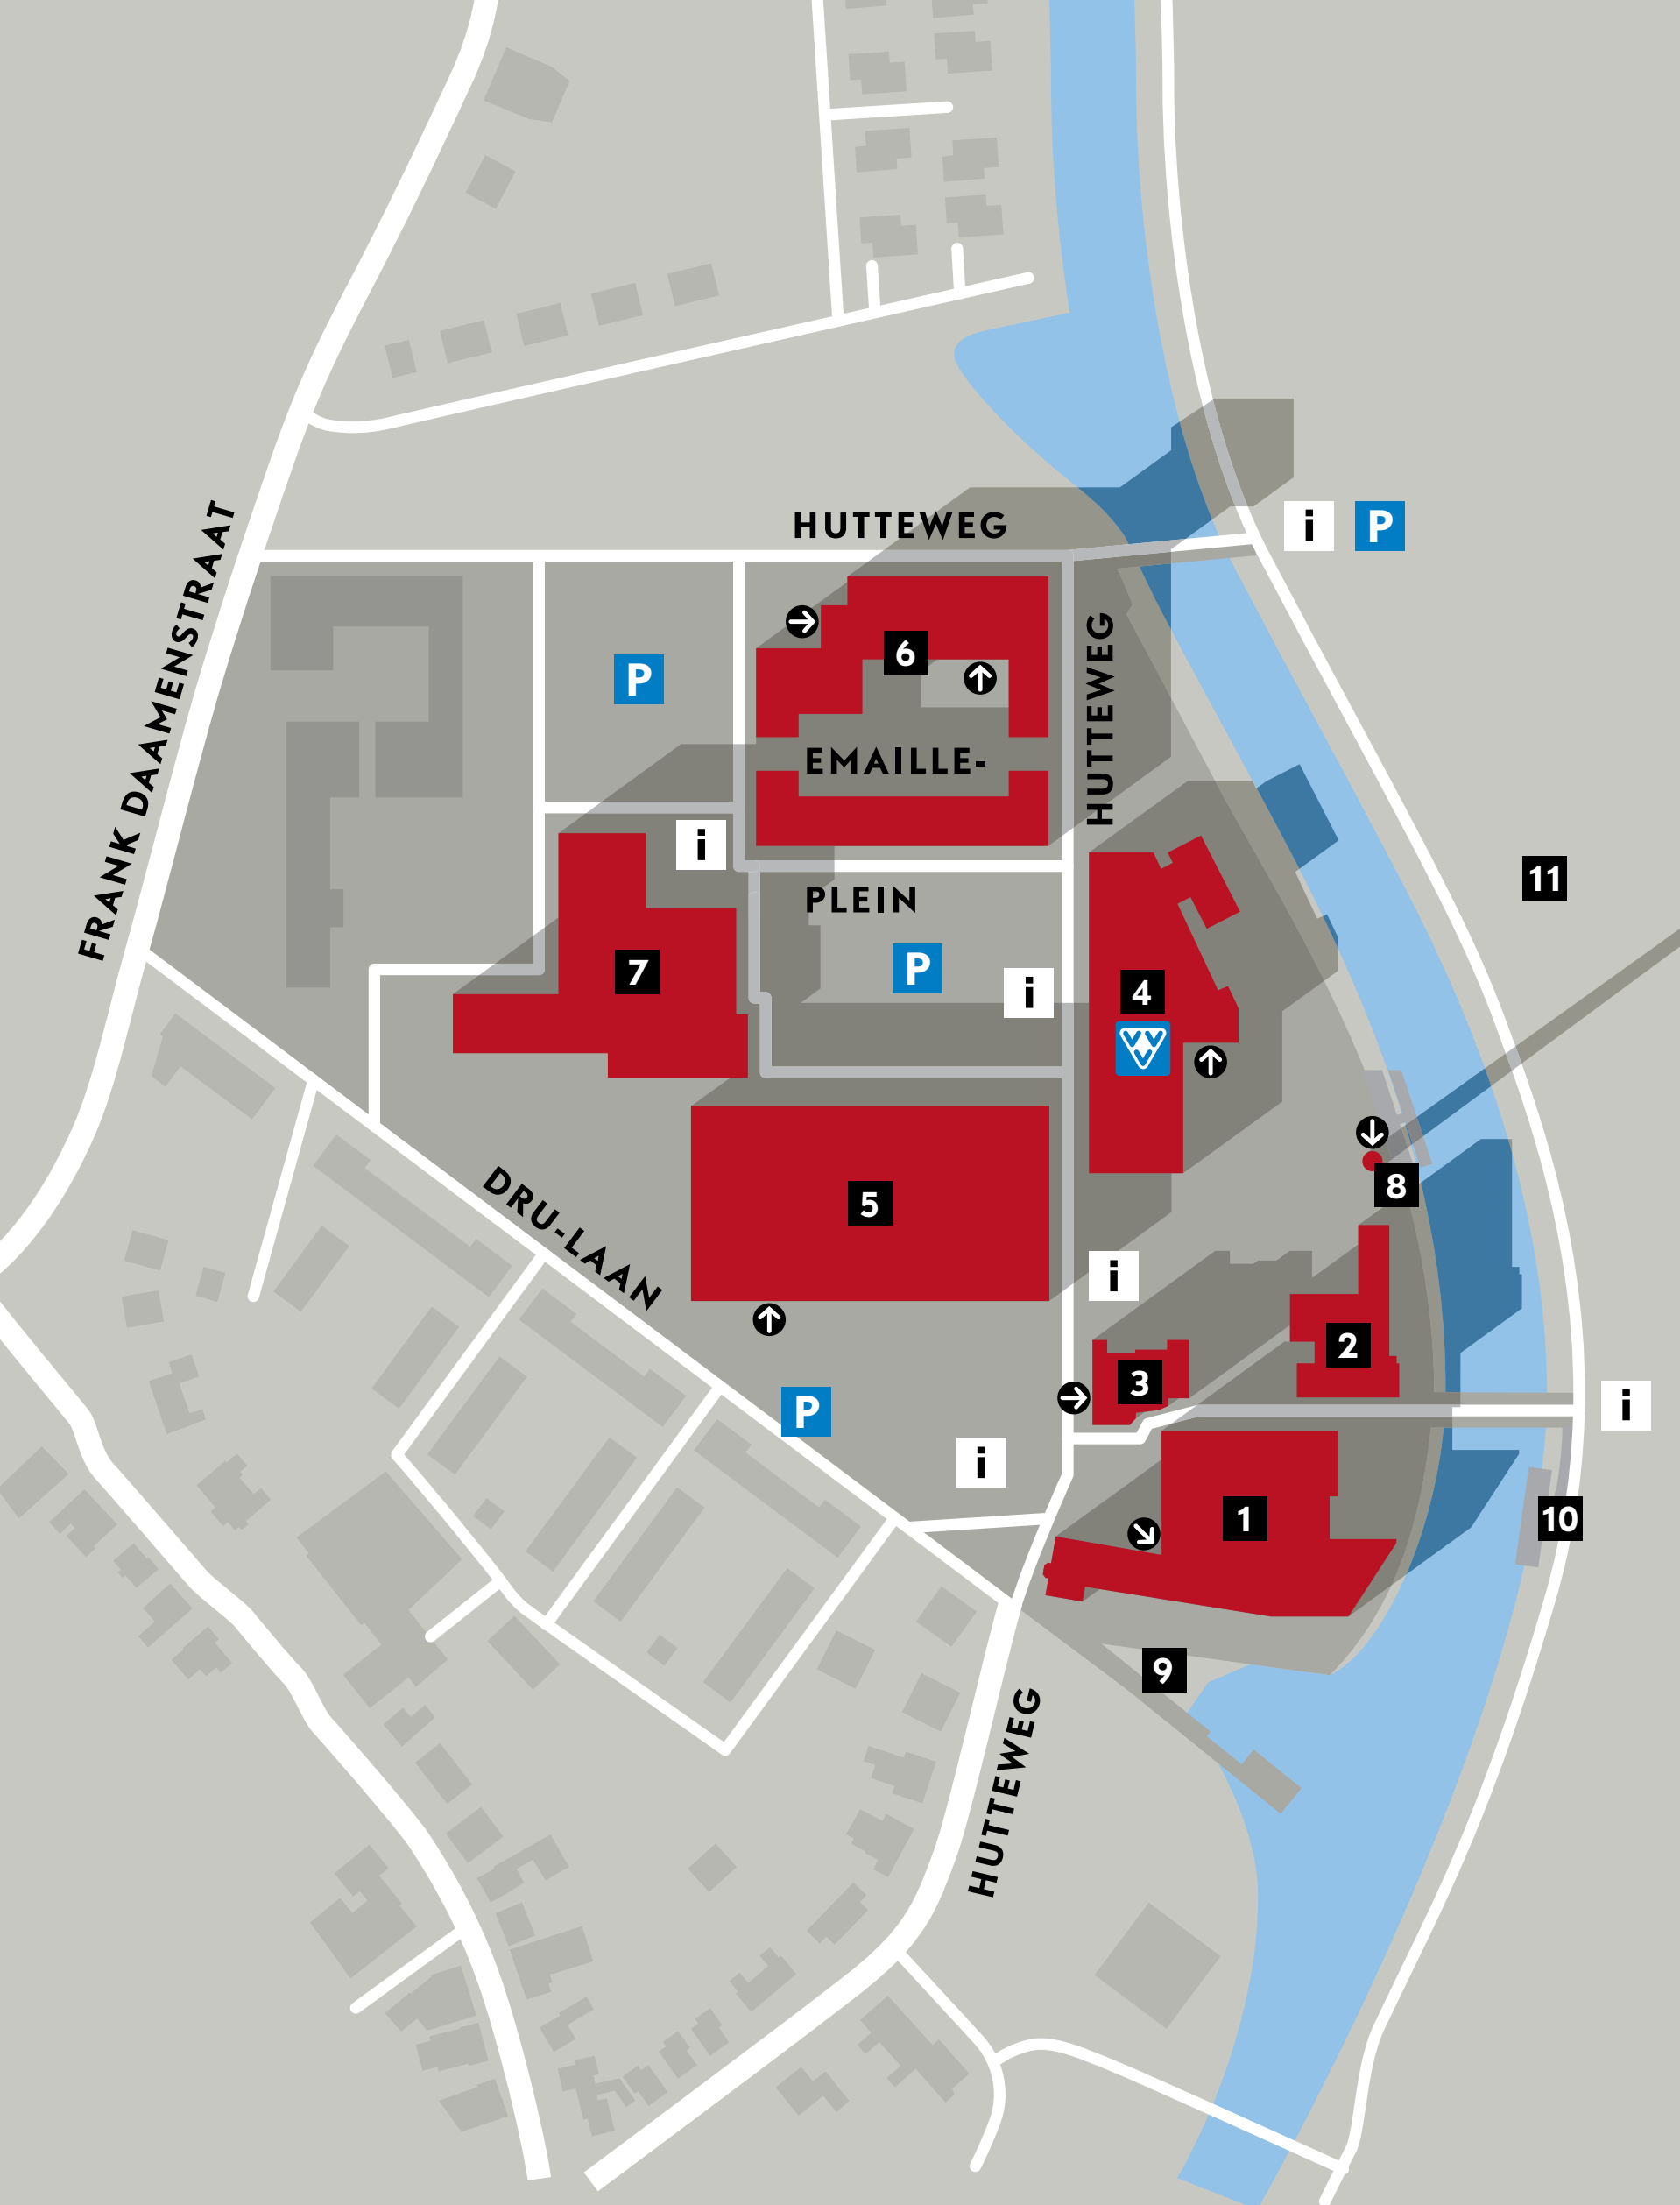 HUTTEWEG
i P
FRANK DAAMENSTRAAT
P
6
HUTTEWEG
EMAILLE-
i
11
PLEIN
7
P
i
4
VVV
8
DRU-LAAN
5
i
2
3
P
i
i
1
10
9
HUTTEWEG